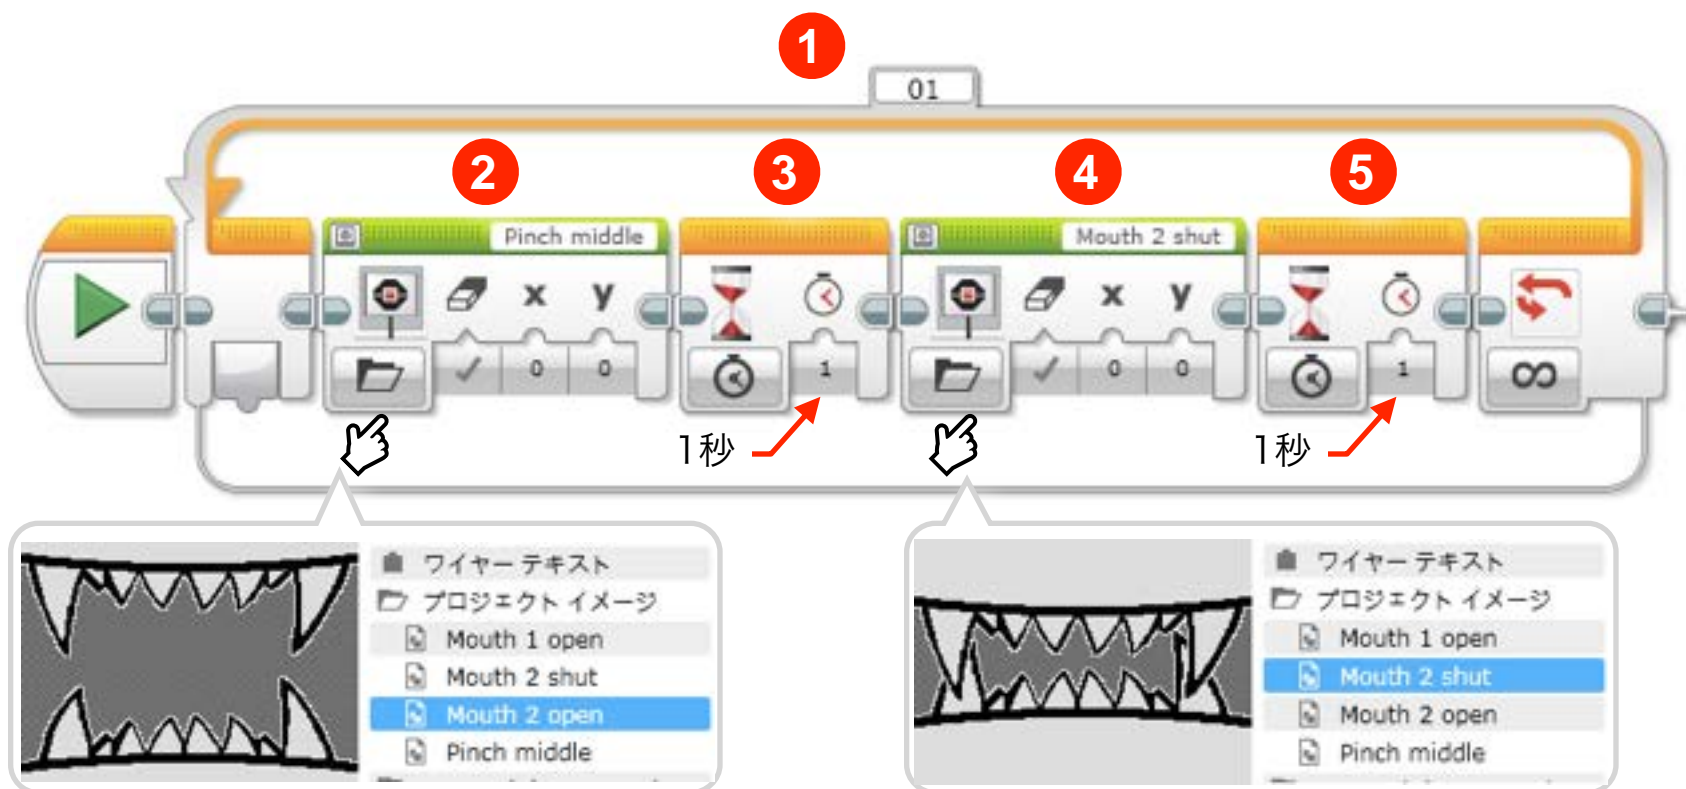 1
01
2
3
4
5
Pinch middle
Mouth 2 shut
x
y
x
y
0
0
1
0
0
1
1秒
1秒
ワイヤー テキスト
プロジェクト イメージ
Mouth 1 open
Mouth 2 shut
Mouth 2 open
Pinch middle
ワイヤー テキスト
プロジェクト イメージ
Mouth 1 open
Mouth 2 shut
Mouth 2 open
Pinch middle